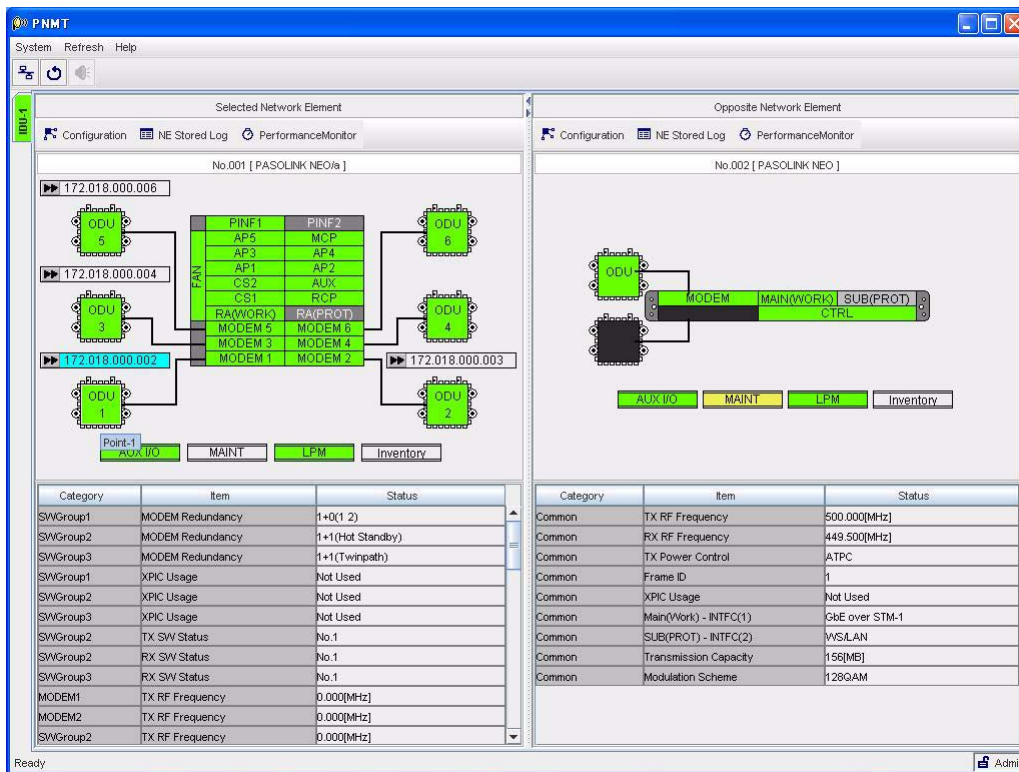 PNMT
System Refresh Help
IDU-1
Selected Network Element
Configuration NE Stored Log PerformanceMonitor
No.001 [ PASOLINK NEO/a ]
172.018.000.006
ODU 5
172.018.000.004
ODU 3
172.018.000.002
ODU 1
Point-1
FAN
PINF1 PINF2
AP5 MCP
AP3 AP4
AP1 AP2
CS2 AUX
CS1 RCP
RA(WORK) RA(PROT)
MODEM 5 MODEM 6
MODEM 3 MODEM 4
MODEM 1 MODEM 2
ODU 6
ODU 4
172.018.000.003
ODU 2
AUX I/O MAINT LPM Inventory
Category Item Status
SWGroup1 MODEM Redundancy 1+0(1 2)
SWGroup2 MODEM Redundancy 1+1(Hot Standby)
SWGroup3 MODEM Redundancy 1+1(Twinpath)
SWGroup1 XPIC Usage Not Used
SWGroup2 XPIC Usage Not Used
SWGroup3 XPIC Usage Not Used
SWGroup2 TX SW Status No.1
SWGroup2 RX SW Status No.1
SWGroup3 RX SW Status No.1
MODEM1 TX RF Frequency 0.000[MHz]
MODEM2 TX RF Frequency 0.000[MHz]
SWGroup2 TX RF Frequency 0.000[MHz]
Opposite Network Element
Configuration NE Stored Log PerformanceMonitor
No.002 [ PASOLINK NEO ]
ODU
MODEM MAIN(WORK) SUB(PROT)
CTRL
AUX I/O MAINT LPM Inventory
Category Item Status
Common TX RF Frequency 500.000[MHz]
Common RX RF Frequency 449.500[MHz]
Common TX Power Control ATPC
Common Frame ID 1
Common XPIC Usage Not Used
Common Main(Work) - INTFC(1) GbE over STM-1
Common SUB(PROT) - INTFC(2) WS/LAN
Common Transmission Capacity 156[MB]
Common Modulation Scheme 128QAM
Ready
Admi